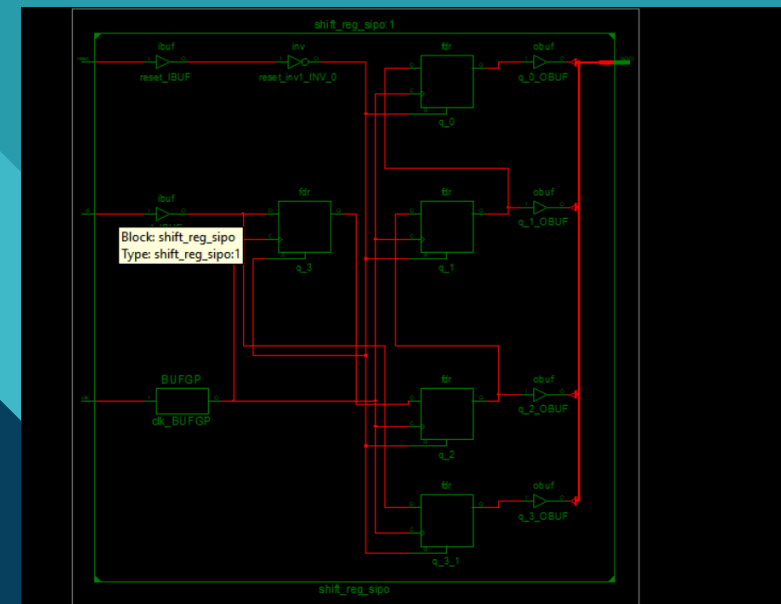 shift_reg_sipo:1
ibuf
inv
fdr
obuf
reset_IBUF
reset_inv1_INV_0
q_0
q_0_OBUF
ibuf
fdr
fdr
obuf
q_3
q_1
q_1_OBUF
Block: shift_reg_sipo
Type: shift_reg_sipo:1
BUFGP
clk_BUFGP
fdr
obuf
q_2
q_2_OBUF
fdr
obuf
q_3_1
q_3_OBUF
shift_reg_sipo